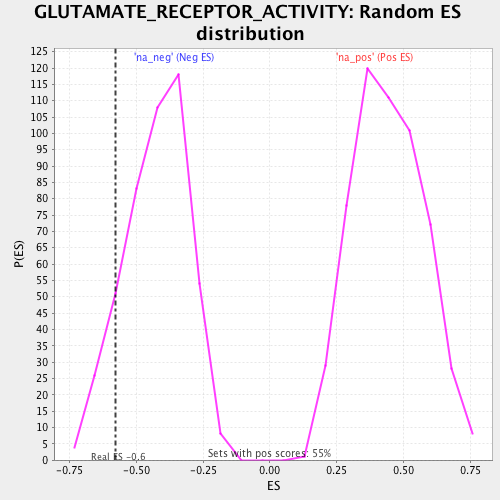 GLUTAMATE_RECEPTOR_ACTIVITY: Random ES
distribution
'na_neg' (Neg ES)
'na_pos' (Pos ES)
125
120
115
110
105
100
95
90
85
80
75
70
65
60
55
50
45
40
35
30
25
20
15
10
5
0
P(ES)
Real ES -0.6
Sets with pos scores: 55%
-0.75 -0.50 -0.25 0.00 0.25 0.50 0.75
ES